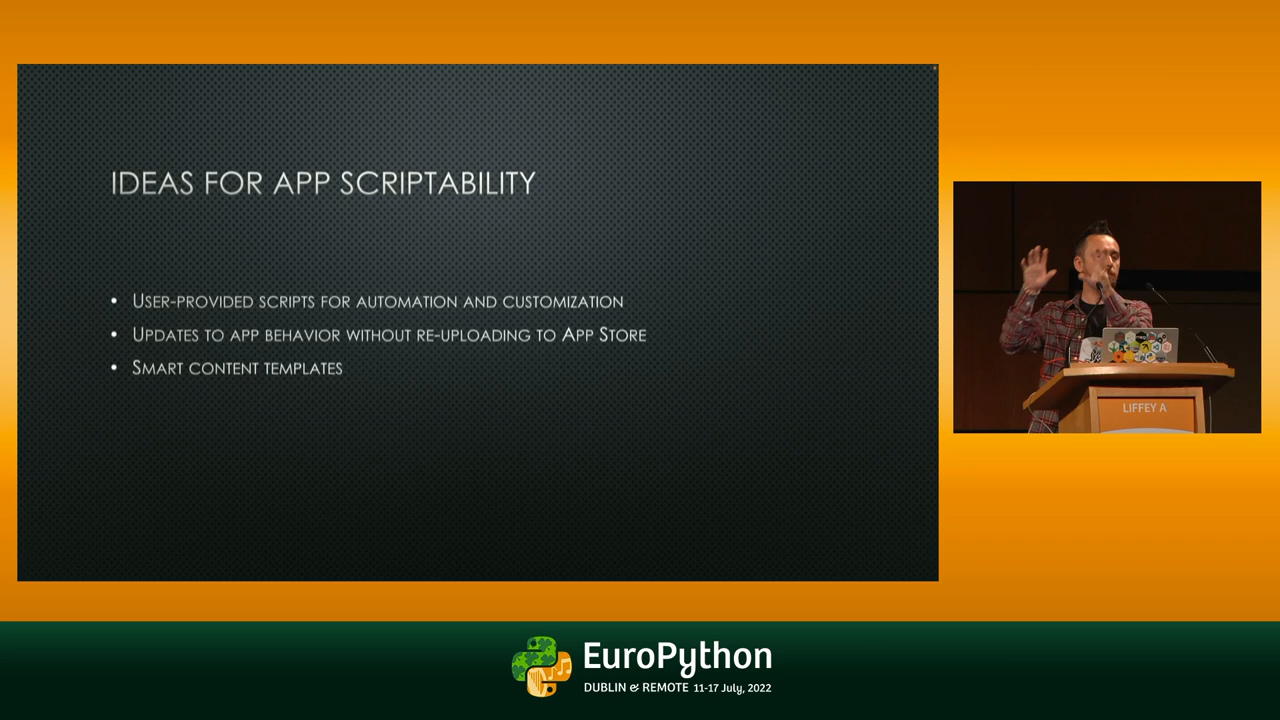 IDEAS FOR APP SCRIPTABILITY
• USER-PROVIDED SCRIPTS FOR AUTOMATION AND CUSTOMIZATION
• UPDATES TO APP BEHAVIOR WITHOUT RE-UPLOADING TO APP STORE
• SMART CONTENT TEMPLATES
LIFFEY A
EuroPython
DUBLIN & REMOTE 11-17 July, 2022